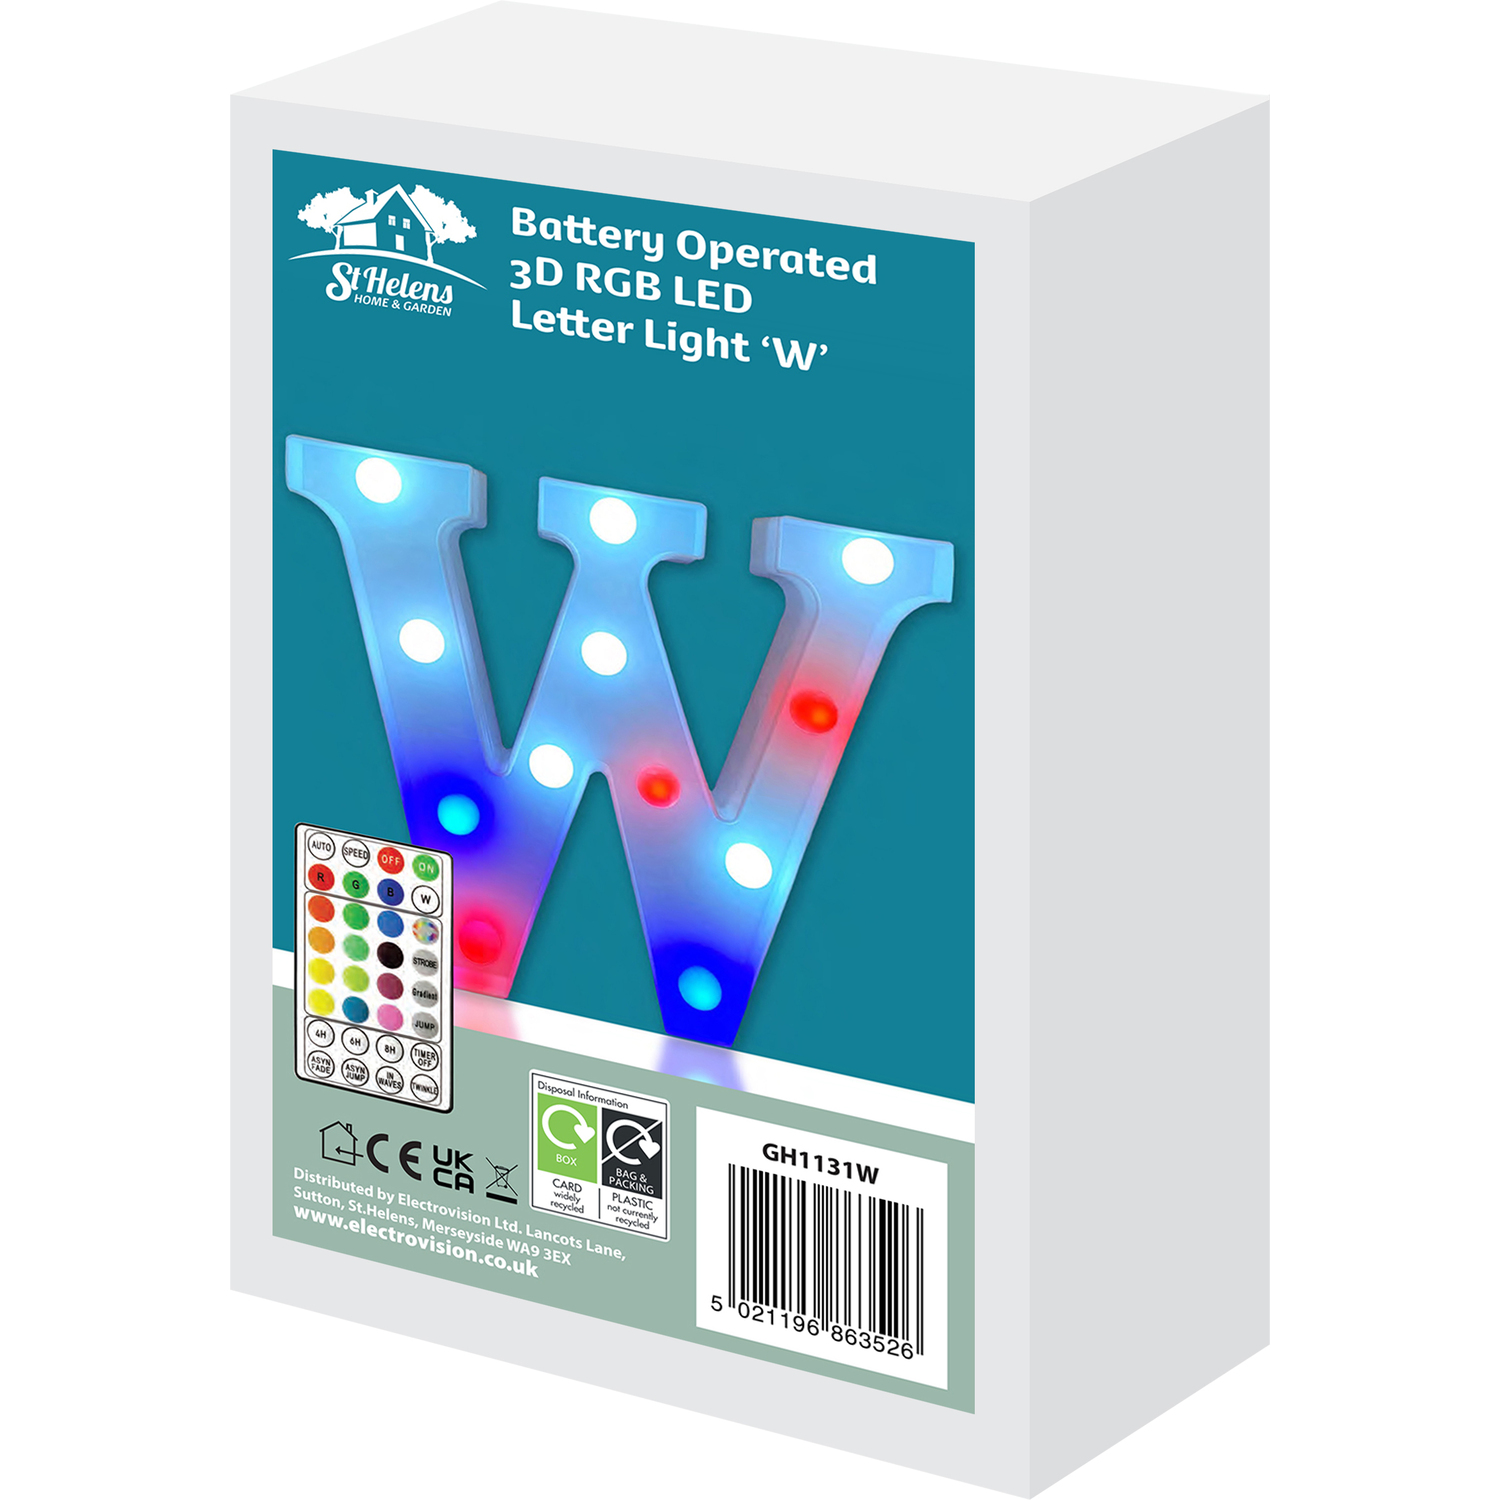 St Helens
HOME & GARDEN
Battery Operated
3D RGB LED
Letter Light ‘W’
AUTO SPEED OFF ON
R G B W
STROBE
Gradient
JUMP
4H 6H 8H TIMER OFF
ASYN FADE ASYN JUMP IN WAVES TWINKLE
CE UK CA
Distributed by Electrovision Ltd. Lancots Lane,
Sutton, St.Helens, Merseyside WA9 3EX
www.electrovision.co.uk
Disposal Information
BOX
CARD
widely
recycled
BAG &
PACKING
PLASTIC
not currently
recycled
GH1131W
5 021196 863526